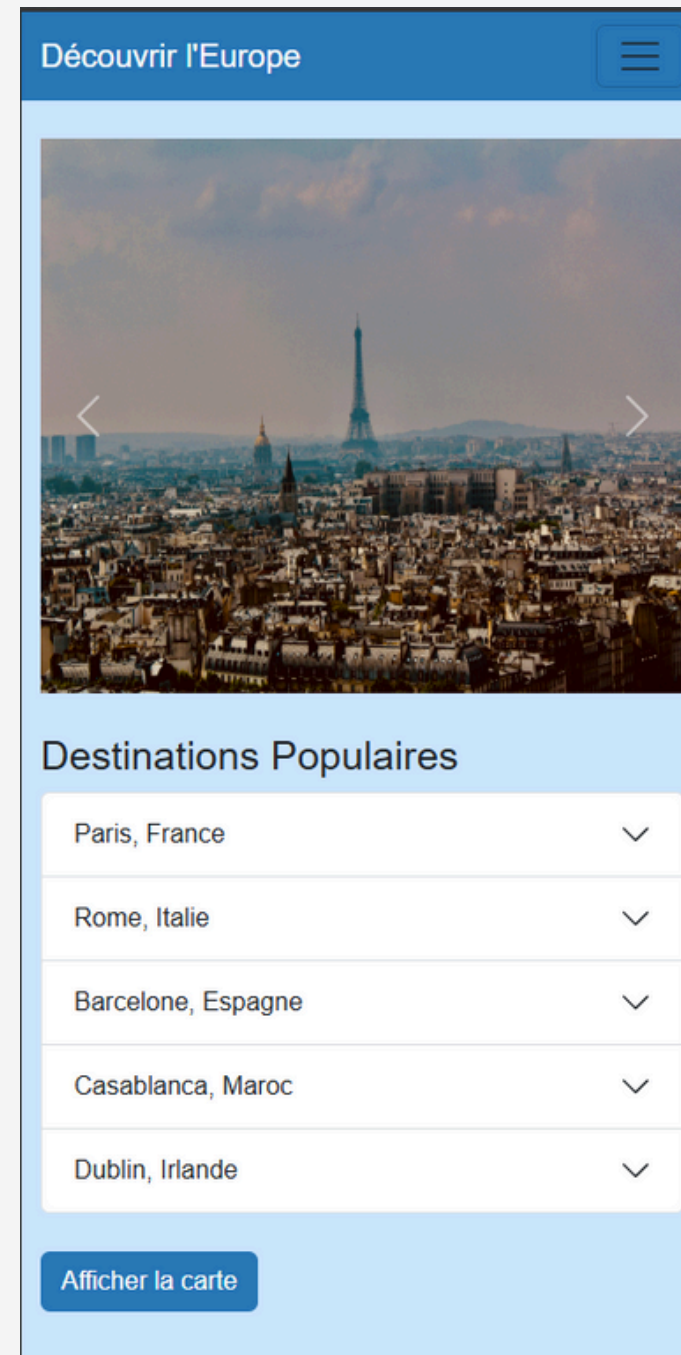 Découvrir l'Europe
Destinations Populaires
Paris, France
Rome, Italie
Barcelone, Espagne
Casablanca, Maroc
Dublin, Irlande
Afficher la carte